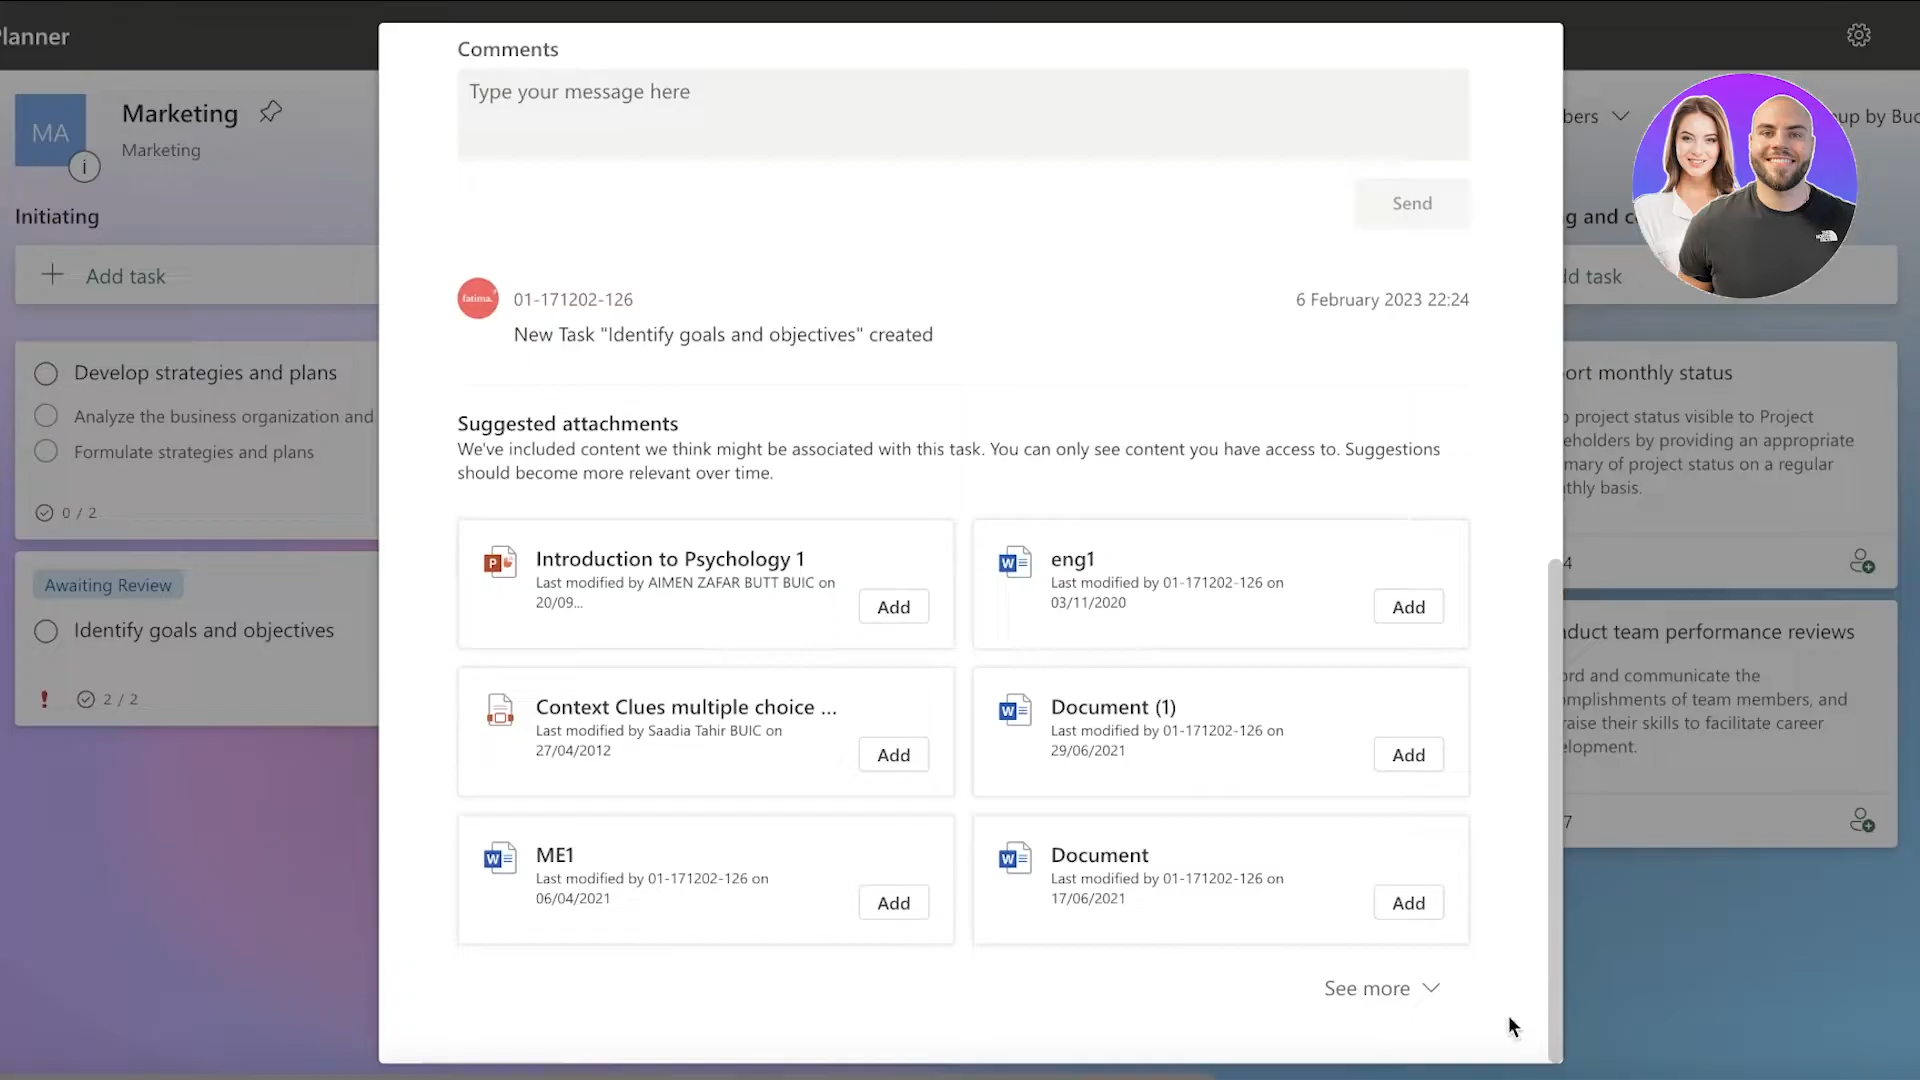 Planner
MA
Marketing
Marketing
Initiating
Add task
Develop strategies and plans
Analyze the business organization and
Formulate strategies and plans
0 / 2
Awaiting Review
Identify goals and objectives
2 / 2
Comments
Type your message here
Send
fatima.
01-171202-126
6 February 2023 22:24
New Task "Identify goals and objectives" created
Suggested attachments
We've included content we think might be associated with this task. You can only see content you have access to. Suggestions
should become more relevant over time.
Introduction to Psychology 1
Last modified by AIMEN ZAFAR BUTT BUIC on
20/09...
Add
eng1
Last modified by 01-171202-126 on
03/11/2020
Add
Context Clues multiple choice ...
Last modified by Saadia Tahir BUIC on
27/04/2012
Add
Document (1)
Last modified by 01-171202-126 on
29/06/2021
Add
ME1
Last modified by 01-171202-126 on
06/04/2021
Add
Document
Last modified by 01-171202-126 on
17/06/2021
Add
See more
bers
up by Buc
g and c
dd task
ort monthly status
project status visible to Project
eholders by providing an appropriate
mary of project status on a regular
thly basis.
4
duct team performance reviews
ord and communicate the
mplishments of team members, and
raise their skills to facilitate career
elopment.
7